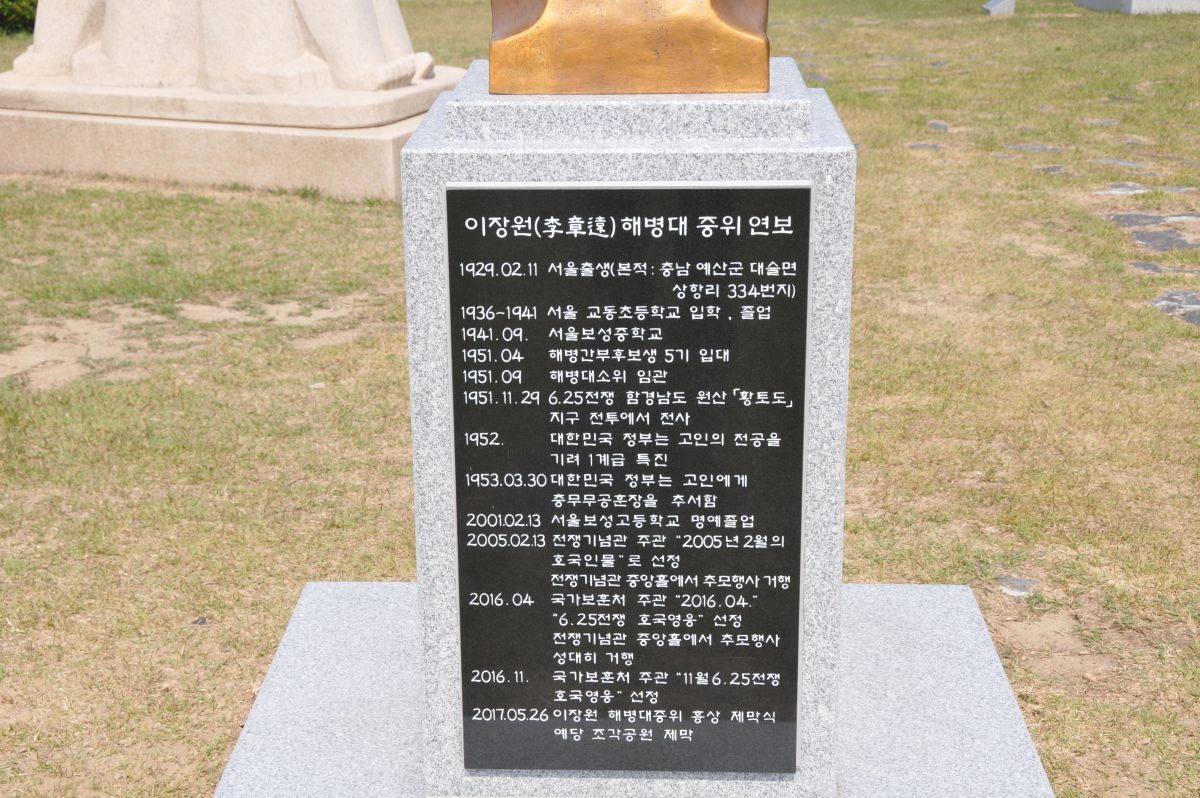 이장원(李章遠) 해병대 중위 연보
1929.02.11 서울출생(본적: 충남 예산군 대술면
상항리 334번지)
1936~1941 서울 교동초등학교 입학, 졸업
1941.09. 서울보성중학교
1951.04 해병간부후보생 5기 입대
1951.09 해병대소위 임관
1951.11.29 6.25전쟁 함경남도 원산 「황토도」
지구 전투에서 전사
1952. 대한민국 정부는 고인의 전공을
기려 1계급 특진
1953.03.30 대한민국 정부는 고인에게
충무무공훈장을 추서함
2001.02.13 서울보성고등학교 명예졸업
2005.02.13 전쟁기념관 주관 "2005년 2월의
호국인물"로 선정
전쟁기념관 중앙홀에서 추모행사 거행
2016.04 국가보훈처 주관 "2016.04."
"6.25전쟁 호국영웅" 선정
전쟁기념관 중앙홀에서 추모행사
성대히 거행
2016.11. 국가보훈처 주관 "11월6.25전쟁
호국영웅" 선정
2017.05.26 이장원 해병대중위 흉상 제막식
예당 조각공원 제막